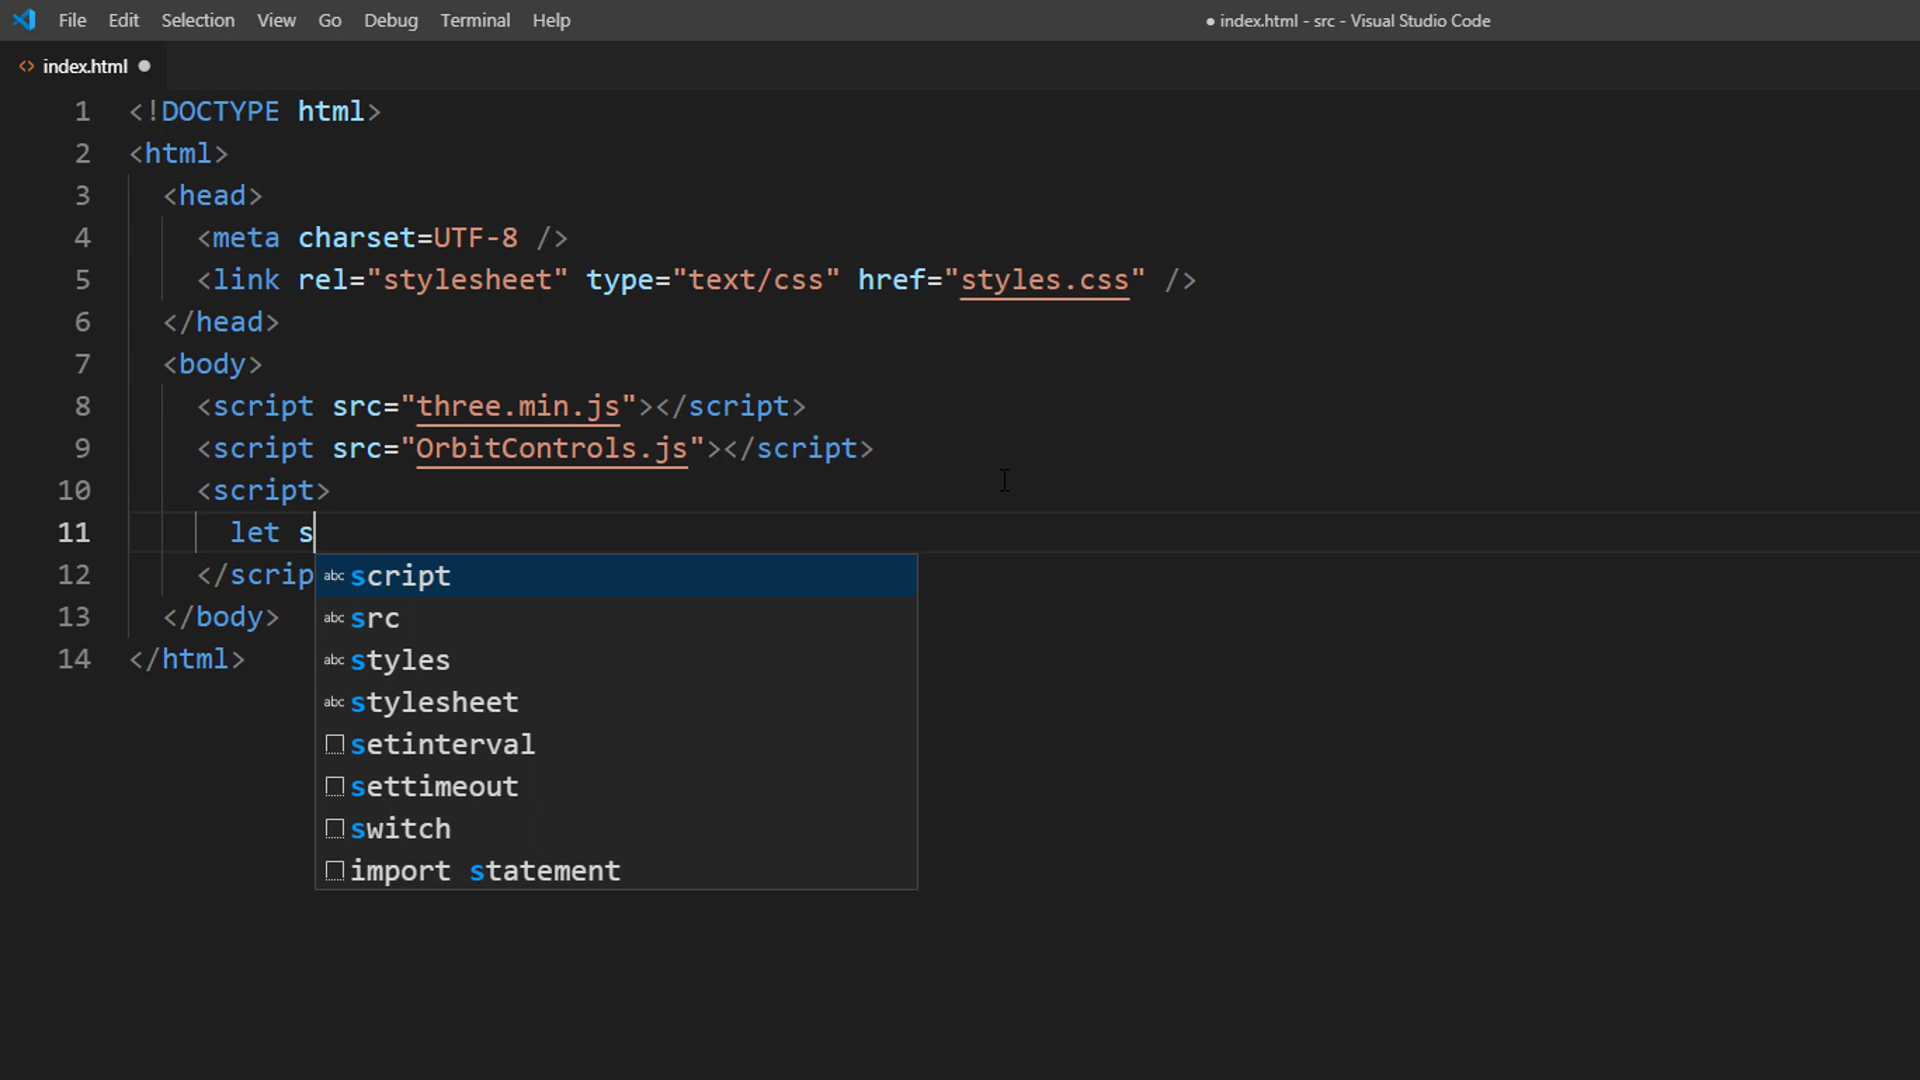 File Edit Selection View Go Debug Terminal Help
● index.html - src - Visual Studio Code
<> index.html ●
1 <!DOCTYPE html>
2 <html>
3 <head>
4 <meta charset=UTF-8 />
5 <link rel="stylesheet" type="text/css" href="styles.css" />
6 </head>
7 <body>
8 <script src="three.min.js"></script>
9 <script src="OrbitControls.js"></script>
10 <script>
11 let s
12 </scrip
13 </body>
14 </html>
abc script
abc src
abc styles
abc stylesheet
setinterval
settimeout
switch
import statement